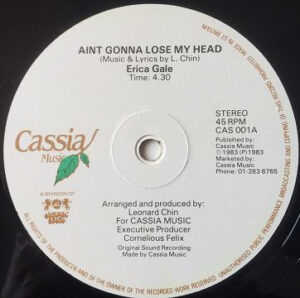 AINT GONNA LOSE MY HEAD
(Music & Lyrics by L. Chin)
Erica Gale
Time: 4.30
STEREO
45 RPM
CAS 001A
Published by:
Cassia Music
℗ 1983 (P)1983
Marketed by:
Cassia Music
Phone: 01-263 6765
Cassia
Music
A DIVISION OF
Arranged and produced by:
Leonard Chin
For CASSIA MUSIC
Executive Producer
Cornelious Felix
Original Sound Recording
Made by Cassia Music
ALL RIGHTS OF THE PRODUCER AND OF THE OWNER OF THE RECORDED WORK RESERVED. UNAUTHORISED PUBLIC PERFORMANCE BROADCASTING AND COPYING OF THIS RECORD PROHIBITED
MADE IN GT BRITAIN